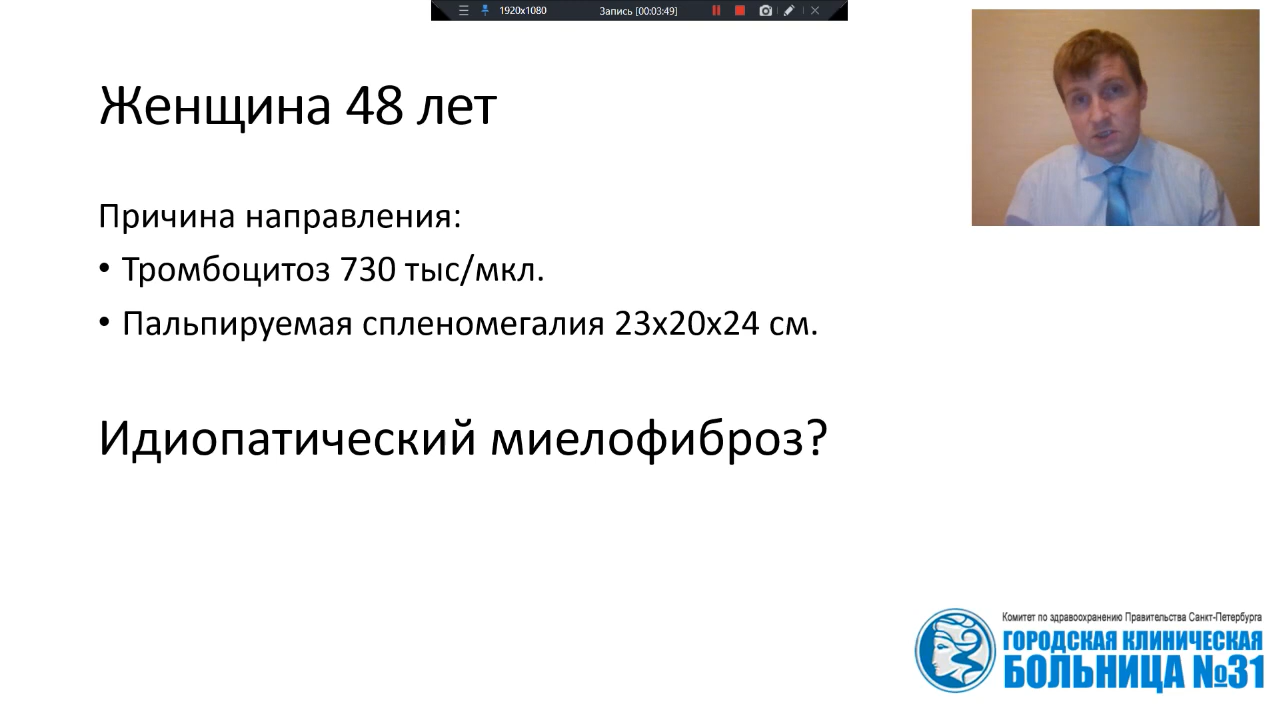 1920x1080 Запись [00:03:49]
Женщина 48 лет
Причина направления:
• Тромбоцитоз 730 тыс/мкл.
• Пальпируемая спленомегалия 23x20x24 см.
Идиопатический миелофиброз?
Комитет по здравоохранению Правительства Санкт-Петербурга
ГОРОДСКАЯ КЛИНИЧЕСКАЯ
БОЛЬНИЦА №31